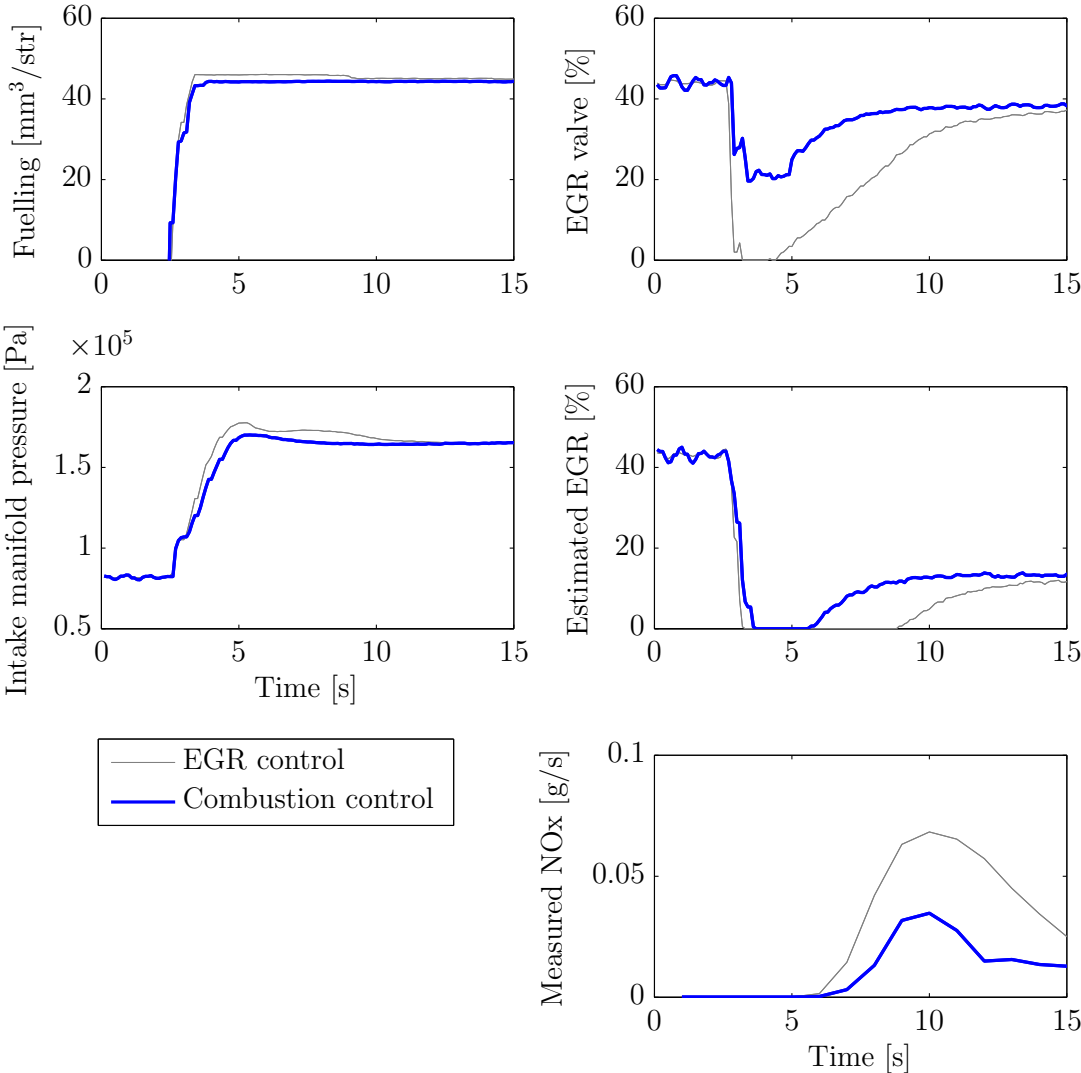 Fuelling [mm³/str]
60
40
20
0
0 5 10 15
EGR valve [%]
60
40
20
0
0 5 10 15
Intake manifold pressure [Pa]
×10⁵
2
1.5
1
0.5
0 5 10 15
Time [s]
Estimated EGR [%]
60
40
20
0
0 5 10 15
EGR control
Combustion control
Measured NOx [g/s]
0.1
0.05
0
0 5 10 15
Time [s]